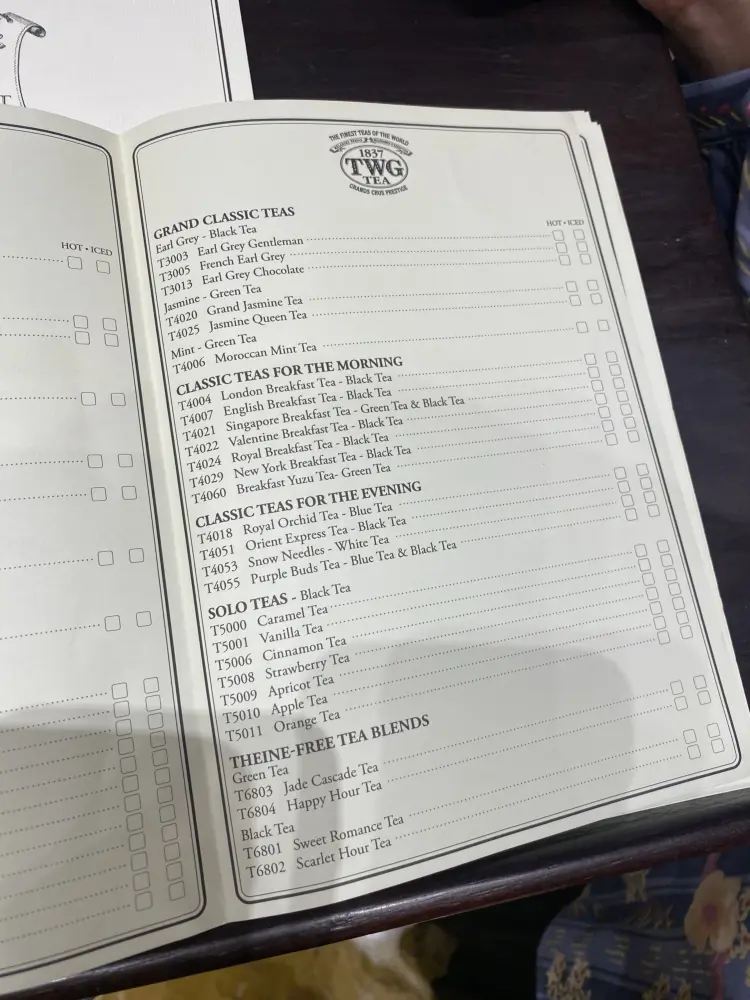 T
HOT • ICED
THE FINEST TEAS OF THE WORLD
1837
TWG
TEA
GRANDS CRUS PRESTIGE
HOT • ICED
GRAND CLASSIC TEAS
Earl Grey - Black Tea
T3003 Earl Grey Gentleman
T3005 French Earl Grey
T3013 Earl Grey Chocolate
Jasmine - Green Tea
T4020 Grand Jasmine Tea
T4025 Jasmine Queen Tea
Mint - Green Tea
T4006 Moroccan Mint Tea
CLASSIC TEAS FOR THE MORNING
T4004 London Breakfast Tea - Black Tea
T4007 English Breakfast Tea - Black Tea
T4021 Singapore Breakfast Tea - Green Tea & Black Tea
T4022 Valentine Breakfast Tea - Black Tea
T4024 Royal Breakfast Tea - Black Tea
T4029 New York Breakfast Tea - Black Tea
T4060 Breakfast Yuzu Tea- Green Tea
CLASSIC TEAS FOR THE EVENING
T4018 Royal Orchid Tea - Blue Tea
T4051 Orient Express Tea - Black Tea
T4053 Snow Needles - White Tea
T4055 Purple Buds Tea - Blue Tea & Black Tea
SOLO TEAS - Black Tea
T5000 Caramel Tea
T5001 Vanilla Tea
T5006 Cinnamon Tea
T5008 Strawberry Tea
T5009 Apricot Tea
T5010 Apple Tea
T5011 Orange Tea
THEINE-FREE TEA BLENDS
Green Tea
T6803 Jade Cascade Tea
T6804 Happy Hour Tea
Black Tea
T6801 Sweet Romance Tea
T6802 Scarlet Hour Tea